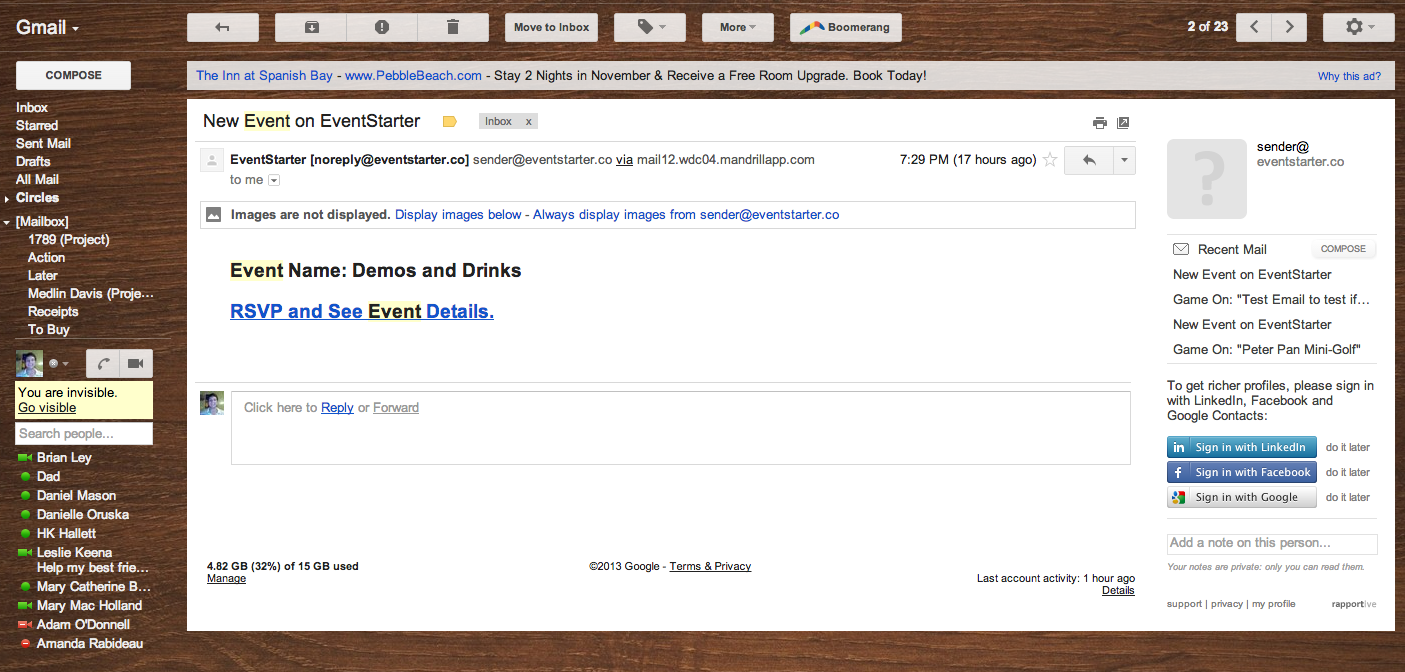 Gmail
Move to Inbox
More
Boomerang
2 of 23
COMPOSE
The Inn at Spanish Bay - www.PebbleBeach.com - Stay 2 Nights in November & Receive a Free Room Upgrade. Book Today!
Why this ad?
Inbox
Starred
Sent Mail
Drafts
All Mail
Circles
[Mailbox]
1789 (Project)
Action
Later
Medlin Davis (Proje...
Receipts
To Buy
You are invisible.
Go visible
Search people...
Brian Ley
Dad
Daniel Mason
Danielle Oruska
HK Hallett
Leslie Keena
Help my best frie...
Mary Catherine B...
Mary Mac Holland
Adam O'Donnell
Amanda Rabideau
New Event on EventStarter
Inbox x
EventStarter [noreply@eventstarter.co] sender@eventstarter.co via mail12.wdc04.mandrillapp.com
7:29 PM (17 hours ago)
to me
Images are not displayed. Display images below - Always display images from sender@eventstarter.co
Event Name: Demos and Drinks
RSVP and See Event Details.
Click here to Reply or Forward
4.82 GB (32%) of 15 GB used
Manage
©2013 Google - Terms & Privacy
Last account activity: 1 hour ago
Details
?
sender@
eventstarter.co
Recent Mail
COMPOSE
New Event on EventStarter
Game On: "Test Email to test if...
New Event on EventStarter
Game On: "Peter Pan Mini-Golf"
To get richer profiles, please sign in
with LinkedIn, Facebook and
Google Contacts:
in Sign in with LinkedIn do it later
f Sign in with Facebook do it later
g Sign in with Google do it later
Add a note on this person...
Your notes are private: only you can read them.
support | privacy | my profile
rapportive